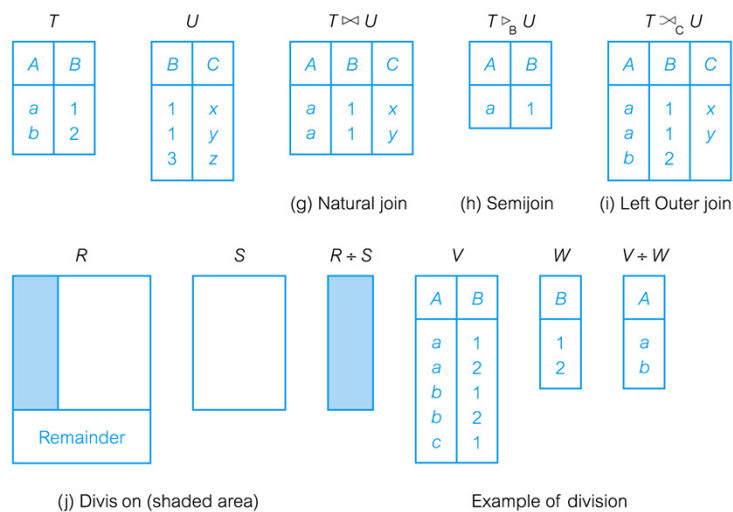 T U T ⋈ U T ▷B U T ⟕C U
A B B C A B C A B A B C
a 1 1 x a 1 x a 1 a 1 x
b 2 1 y a 1 y a 1 y
3 z b 2
(g) Natural join (h) Semijoin (i) Left Outer join
R S R ÷ S V W V ÷ W
A B B A
a 1 1 a
a 2 2 b
b 1
b 2
c 1
Remainder
(j) Divis on (shaded area) Example of division